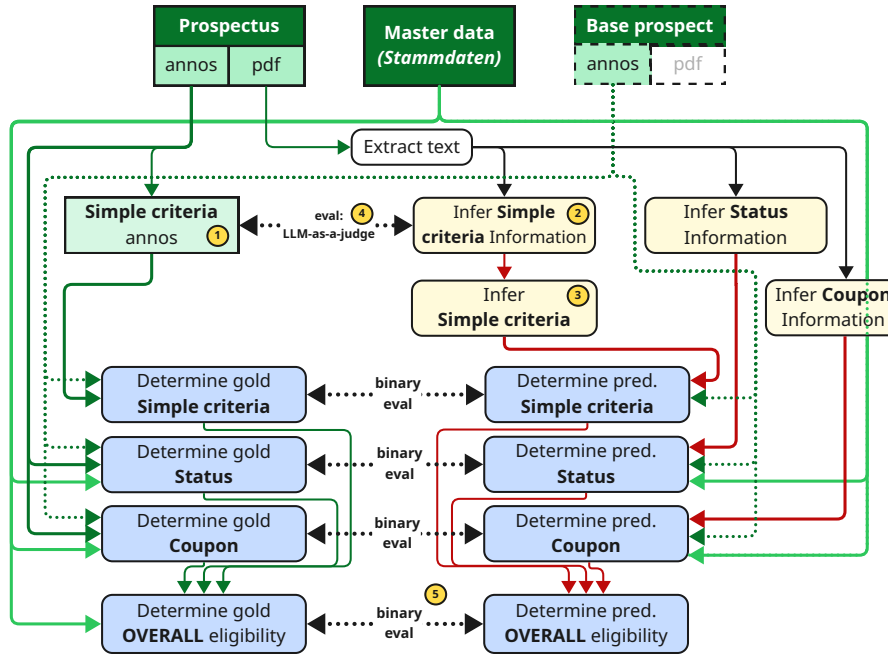 Prospectus
annos
pdf
Master data
(Stammdaten)
Base prospect
annos
pdf
Extract text
Simple criteria
annos
1
eval:
4
LLM-as-a-judge
Infer Simple
2
criteria Information
Infer Status
Information
Infer
3
Simple criteria
Infer Coupon
Information
Determine gold
Simple criteria
binary
eval
Determine pred.
Simple criteria
Determine gold
Status
binary
eval
Determine pred.
Status
Determine gold
Coupon
binary
eval
Determine pred.
Coupon
Determine gold
OVERALL eligibility
5
binary
eval
Determine pred.
OVERALL eligibility